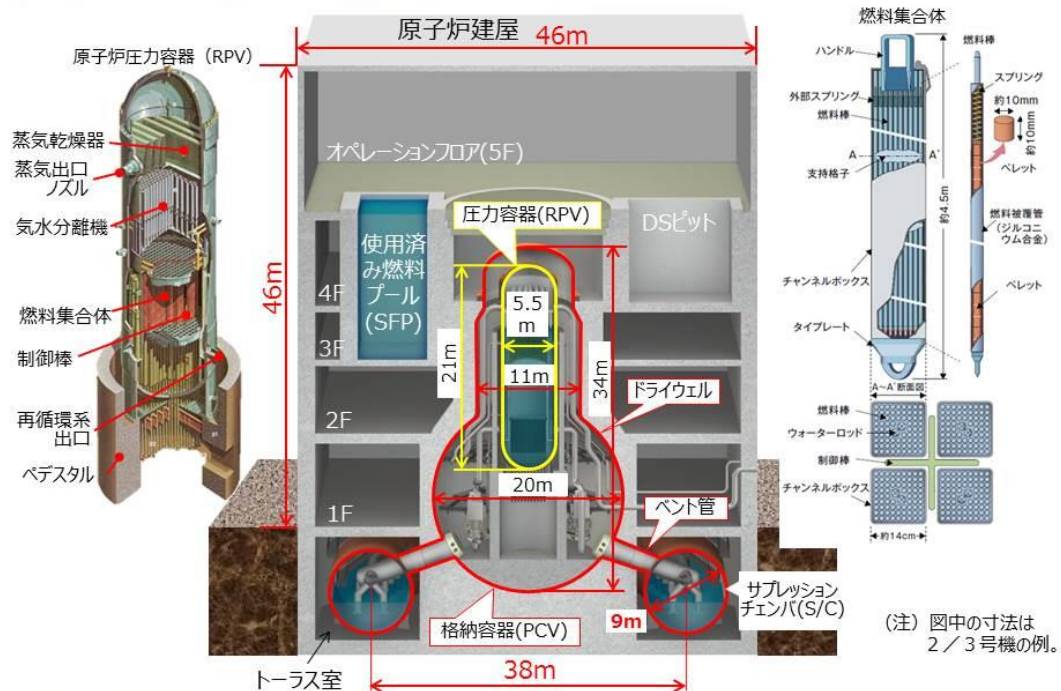 原子炉圧力容器（RPV）
蒸気乾燥器
蒸気出口
ノズル
気水分離機
燃料集合体
制御棒
再循環系
出口
ペデスタル
原子炉建屋
46m
46m
オペレーションフロア(5F)
使用済
み燃料
プール
(SFP)
圧力容器(RPV)
DSピット
4F
3F
2F
1F
5.5
m
21m
11m
34m
20m
ドライウェル
ベント管
サプレッション
チェンバ(S/C)
9m
格納容器(PCV)
トーラス室
38m
燃料集合体
ハンドル
外部スプリング
燃料棒
A
A'
支持格子
チャンネルボックス
タイプレート
約4.5m
燃料棒
スプリング
約10mm
約10mm
ペレット
燃料被覆管
(ジルコニ
ウム合金)
ペレット
A～A'断面図
燃料棒
ウォーターロッド
制御棒
チャンネルボックス
約14cm
（注）図中の寸法は
２／３号機の例。